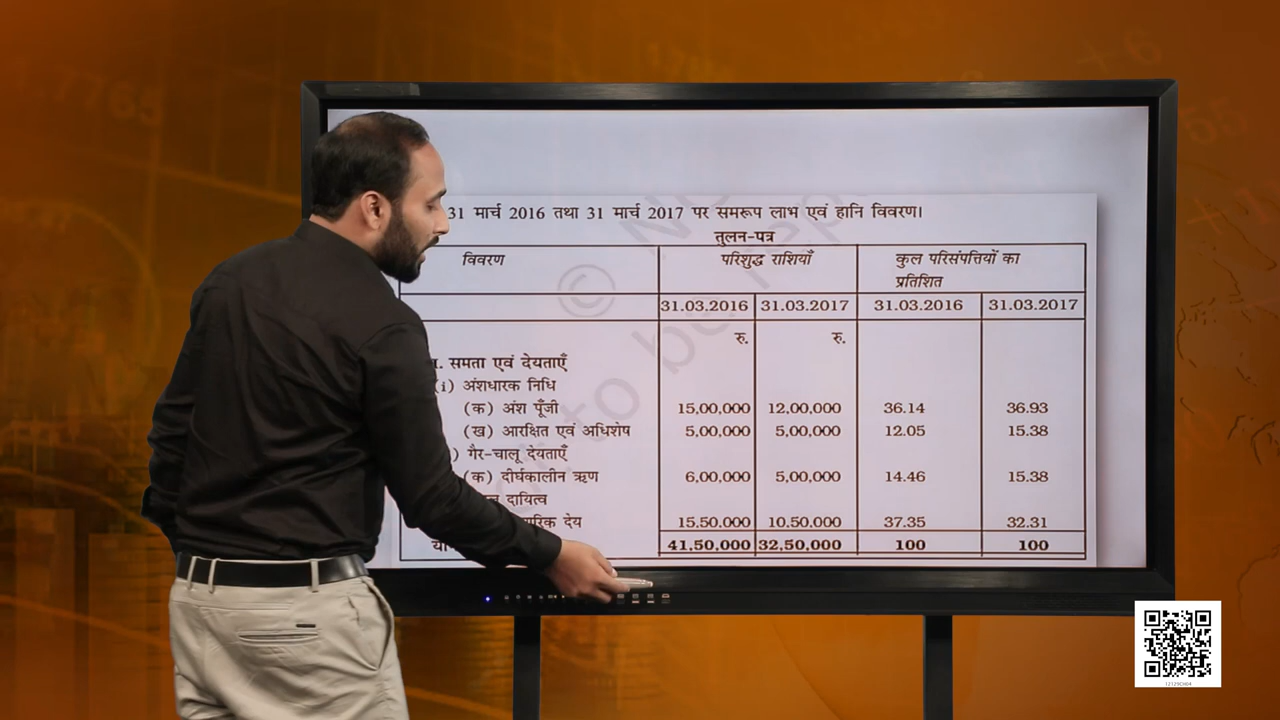 31 मार्च 2016 तथा 31 मार्च 2017 पर समरूप लाभ एवं हानि विवरण।
तुलन-पत्र
विवरण परिशुद्ध राशियाँ कुल परिसंपत्तियों का
प्रतिशित
31.03.2016 31.03.2017 31.03.2016 31.03.2017
रु. रु.
I. समता एवं देयताएँ
(i) अंशधारक निधि
(क) अंश पूँजी 15,00,000 12,00,000 36.14 36.93
(ख) आरक्षित एवं अधिशेष 5,00,000 5,00,000 12.05 15.38
) गैर-चालू देयताएँ
(क) दीर्घकालीन ऋण 6,00,000 5,00,000 14.46 15.38
दायित्व
देय 15,50,000 10,50,000 37.35 32.31
41,50,000 32,50,000 100 100